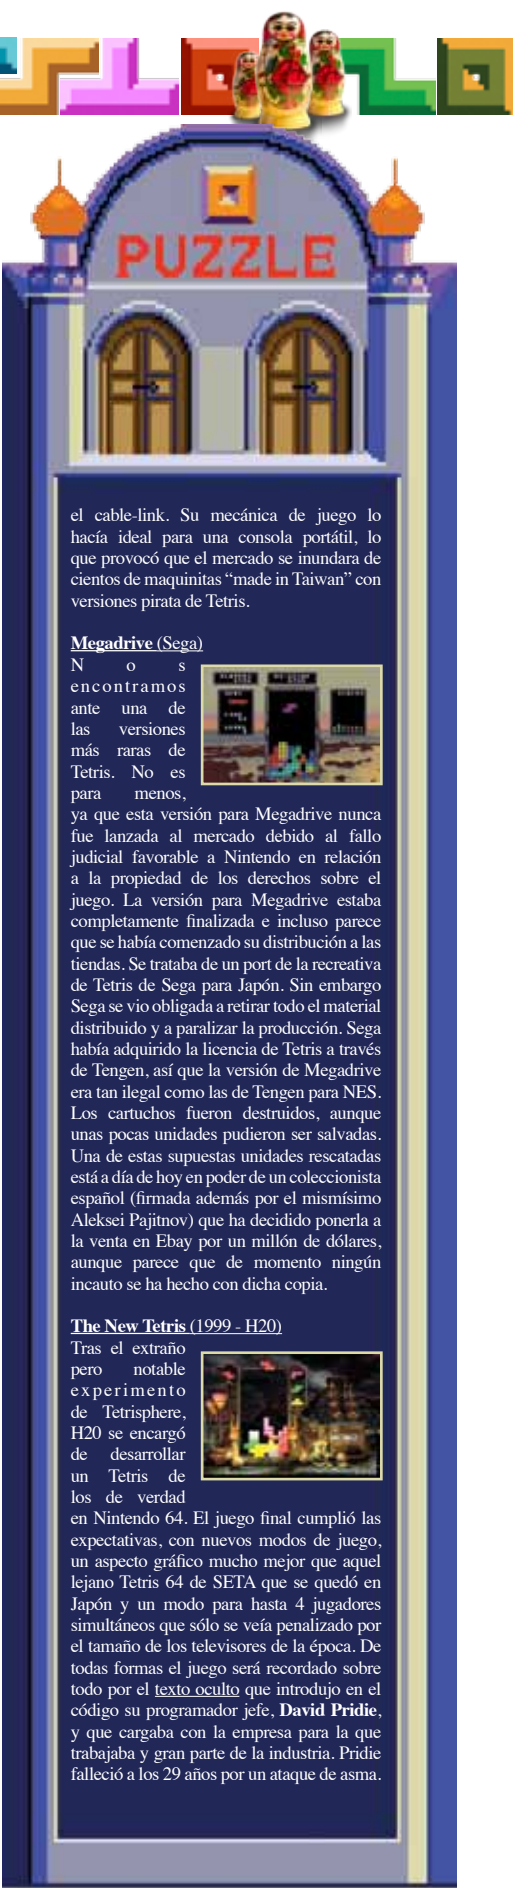 PUZZLE
el cable-link. Su mecánica de juego lo
hacía ideal para una consola portátil, lo
que provocó que el mercado se inundara de
cientos de maquinitas “made in Taiwan” con
versiones pirata de Tetris.
Megadrive (Sega)
Nos
encontramos
ante una de
las versiones
más raras de
Tetris. No es
para menos,
ya que esta versión para Megadrive nunca
fue lanzada al mercado debido al fallo
judicial favorable a Nintendo en relación
a la propiedad de los derechos sobre el
juego. La versión para Megadrive estaba
completamente finalizada e incluso parece
que se había comenzado su distribución a las
tiendas. Se trataba de un port de la recreativa
de Tetris de Sega para Japón. Sin embargo
Sega se vio obligada a retirar todo el material
distribuido y a paralizar la producción. Sega
había adquirido la licencia de Tetris a través
de Tengen, así que la versión de Megadrive
era tan ilegal como las de Tengen para NES.
Los cartuchos fueron destruidos, aunque
unas pocas unidades pudieron ser salvadas.
Una de estas supuestas unidades rescatadas
está a día de hoy en poder de un coleccionista
español (firmada además por el mismísimo
Aleksei Pajitnov) que ha decidido ponerla a
la venta en Ebay por un millón de dólares,
aunque parece que de momento ningún
incauto se ha hecho con dicha copia.
The New Tetris (1999 - H20)
Tras el extraño
pero notable
experimento
de Tetrisphere,
H20 se encargó
de desarrollar
un Tetris de
los de verdad
en Nintendo 64. El juego final cumplió las
expectativas, con nuevos modos de juego,
un aspecto gráfico mucho mejor que aquel
lejano Tetris 64 de SETA que se quedó en
Japón y un modo para hasta 4 jugadores
simultáneos que sólo se veía penalizado por
el tamaño de los televisores de la época. De
todas formas el juego será recordado sobre
todo por el texto oculto que introdujo en el
código su programador jefe, David Pridie,
y que cargaba con la empresa para la que
trabajaba y gran parte de la industria. Pridie
falleció a los 29 años por un ataque de asma.